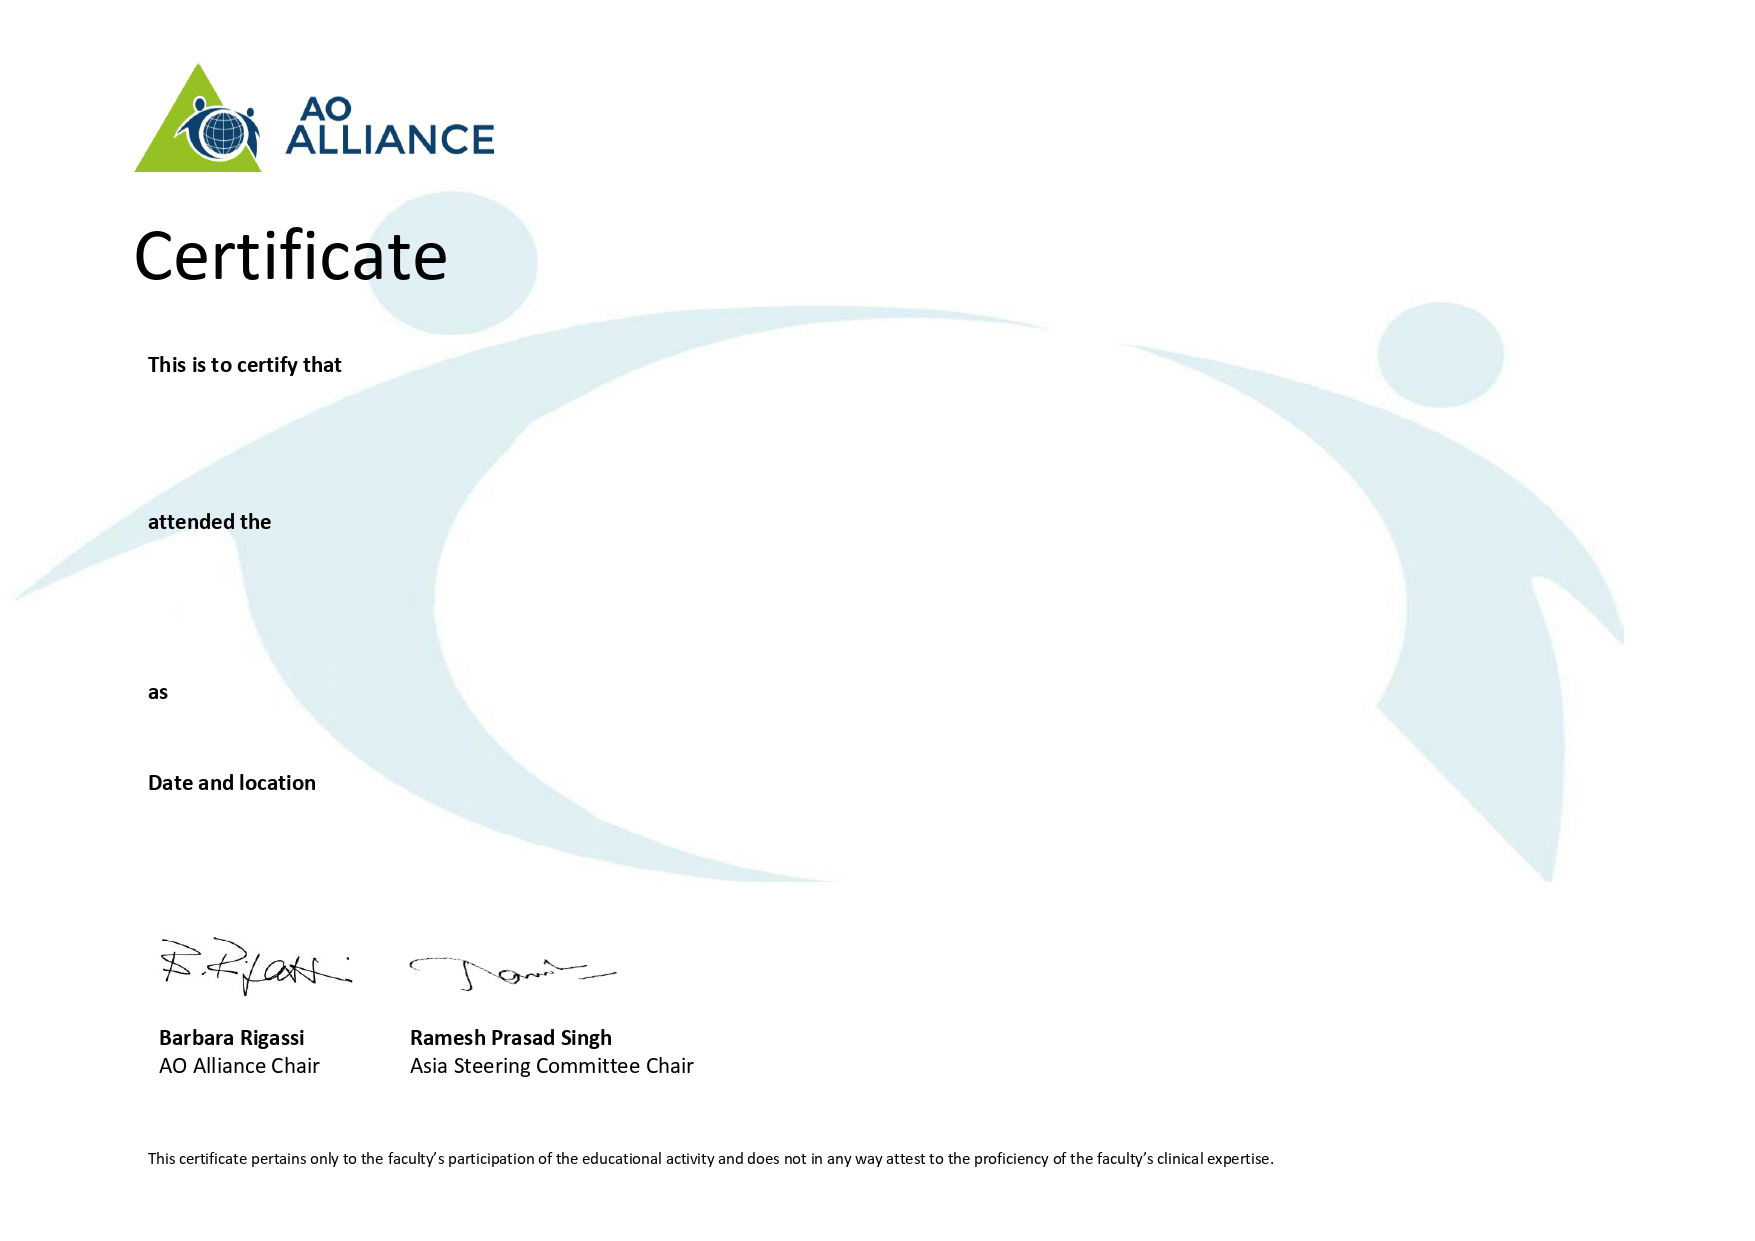 AO
ALLIANCE
Certificate
This is to certify that
attended the
as
Date and location
B. Rigassi
Barbara Rigassi
AO Alliance Chair
Ramesh Prasad Singh
Asia Steering Committee Chair
This certificate pertains only to the faculty’s participation of the educational activity and does not in any way attest to the proficiency of the faculty’s clinical expertise.